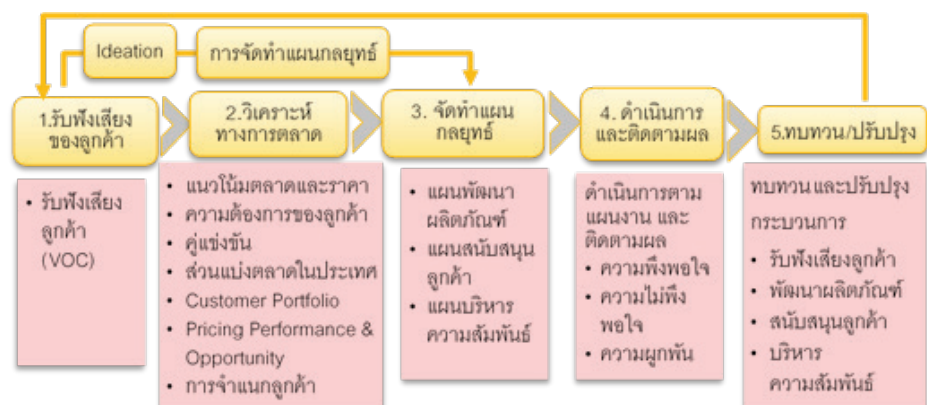 Ideation
การจัดทำแผนกลยุทธ์
1.รับฟังเสียง
ของลูกค้า
2.วิเคราะห์
ทางการตลาด
3. จัดทำแผน
กลยุทธ์
4. ดำเนินการ
และติดตามผล
5.ทบทวน/ปรับปรุง
• รับฟังเสียง
ลูกค้า
(VOC)
• แนวโน้มตลาดและราคา
• ความต้องการของลูกค้า
• คู่แข่งขัน
• ส่วนแบ่งตลาดในประเทศ
• Customer Portfolio
• Pricing Performance &
Opportunity
• การจำแนกลูกค้า
• แผนพัฒนา
ผลิตภัณฑ์
• แผนสนับสนุน
ลูกค้า
• แผนบริหาร
ความสัมพันธ์
ดำเนินการตาม
แผนงาน และ
ติดตามผล
• ความพึงพอใจ
• ความไม่พึง
พอใจ
• ความผูกพัน
ทบทวน และปรับปรุง
กระบวนการ
• รับฟังเสียงลูกค้า
• พัฒนาผลิตภัณฑ์
• สนับสนุนลูกค้า
• บริหาร
ความสัมพันธ์